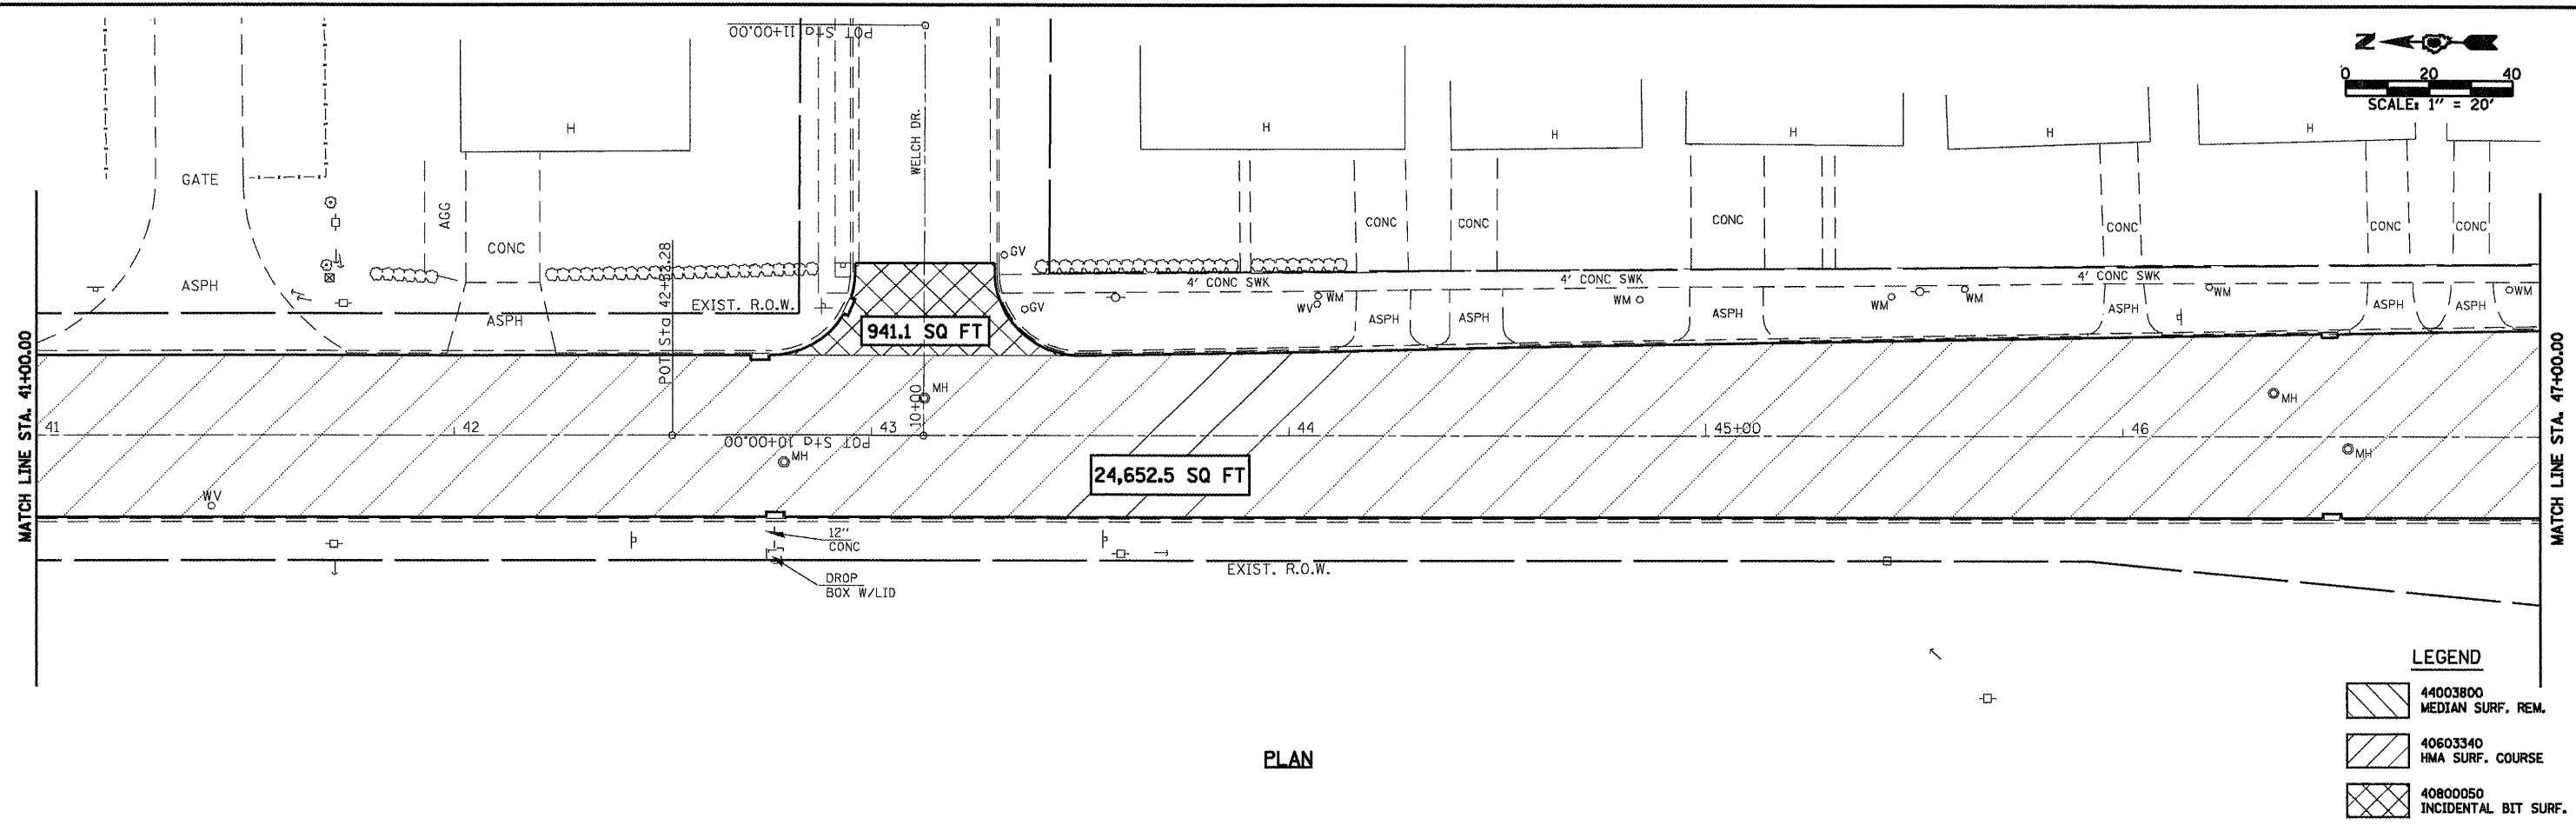 POT Sta 11+00.00
N
0 20 40
SCALE: 1" = 20'
WELCH DR.
H
H
H
H
H
H
GATE
AGG
CONC
CONC
CONC
CONC
CONC
CONC
CONC
ASPH
ASPH
EXIST. R.O.W.
POT Sta 42+52.28
GV
GV
4' CONC SWK
4' CONC SWK
4' CONC SWK
WV
WM
WM
WM
WM
WM
WM
ASPH
ASPH
ASPH
ASPH
ASPH
ASPH
941.1 SQ FT
MATCH LINE STA. 41+00.00
MATCH LINE STA. 47+00.00
10+00
MH
MH
41
42
43
44
45+00
46
POT Sta 10+00.00
MH
MH
24,652.5 SQ FT
WV
12"
CONC
DROP
BOX W/LID
EXIST. R.O.W.
PLAN
LEGEND
44003800
MEDIAN SURF. REM.
40603340
HMA SURF. COURSE
40800050
INCIDENTAL BIT SURF.